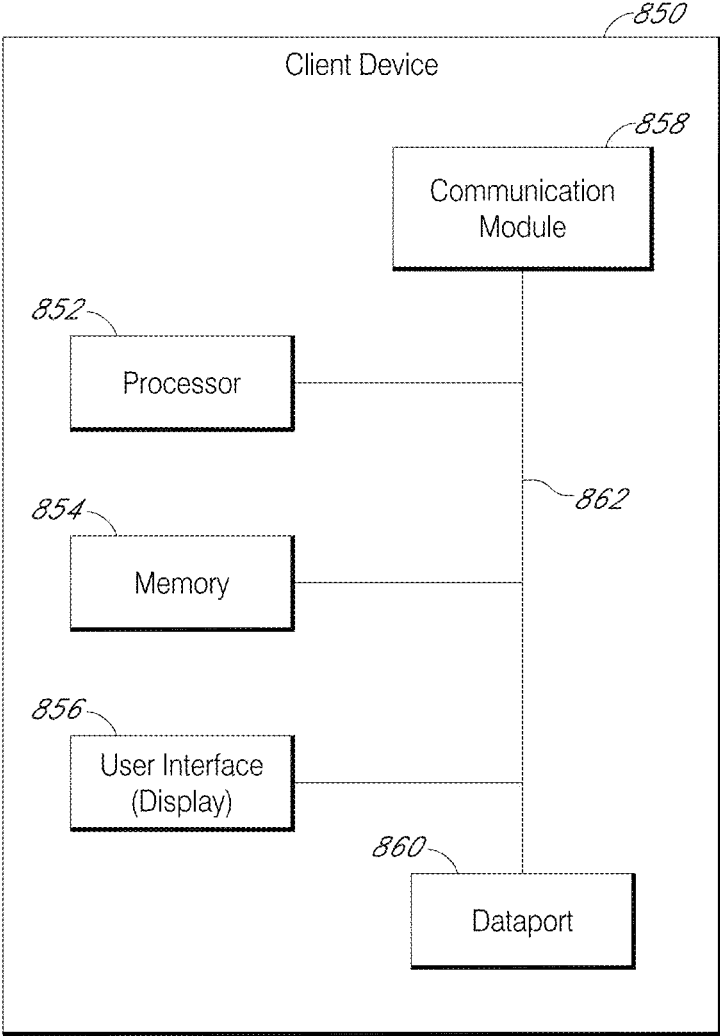 850
Client Device
858
Communication
Module
852
Processor
862
854
Memory
856
User Interface
(Display)
860
Dataport